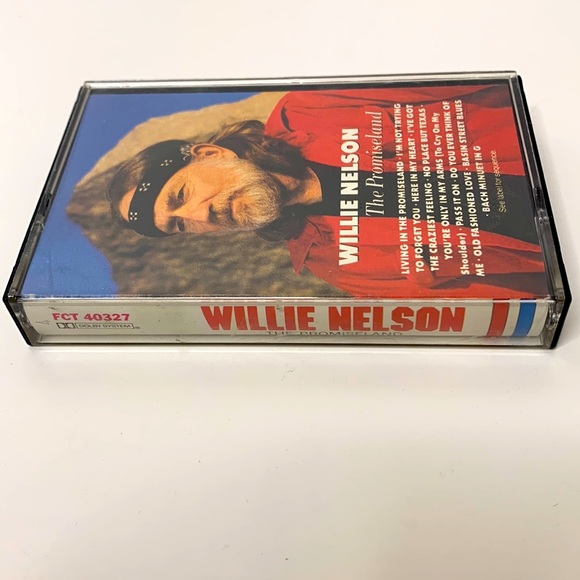 WILLIE NELSON
The Promiseland
LIVING IN THE PROMISELAND · I'M NOT TRYING
TO FORGET YOU · HERE IN MY HEART · I'VE GOT
THE CRAZIEST FEELING · NO PLACE BUT TEXAS ·
YOU'RE ONLY IN MY ARMS (To Cry On My
Shoulder) · PASS IT ON · DO YOU EVER THINK OF
ME · OLD FASHIONED LOVE · BASIN STREET BLUES
· BACH MINUET IN G
See label for sequence.
FCT 40327
DOLBY SYSTEM
WILLIE NELSON
THE PROMISELAND